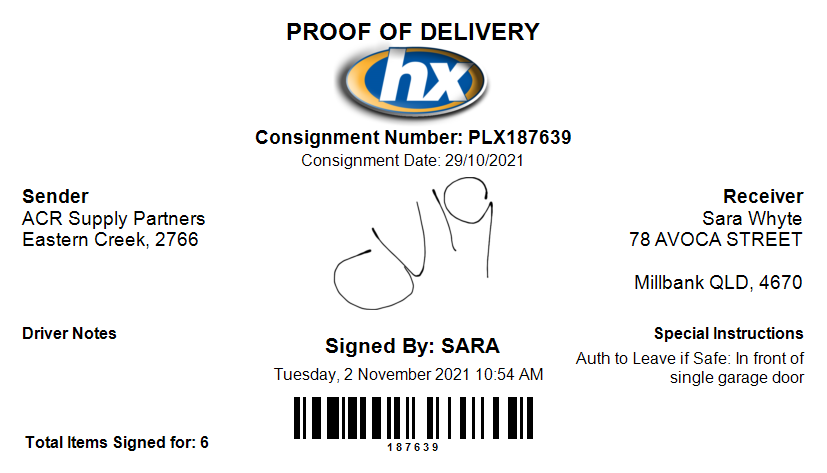 PROOF OF DELIVERY
hx
Consignment Number: PLX187639
Consignment Date: 29/10/2021
Sender
ACR Supply Partners
Eastern Creek, 2766
Receiver
Sara Whyte
78 AVOCA STREET
Millbank QLD, 4670
Driver Notes
Signed By: SARA
Tuesday, 2 November 2021 10:54 AM
Special Instructions
Auth to Leave if Safe: In front of
single garage door
187639
Total Items Signed for: 6